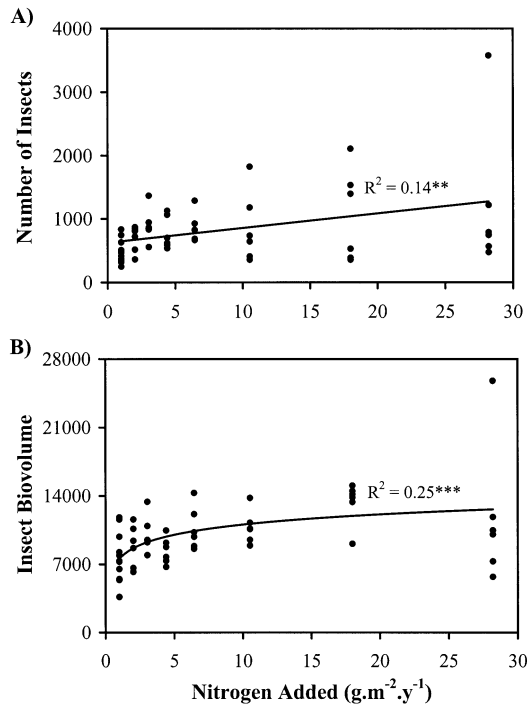 A)
4000
3000
2000
1000
0
Number of Insects
R² = 0.14**
0 5 10 15 20 25 30
B)
28000
21000
14000
7000
0
Insect Biovolume
R² = 0.25***
0 5 10 15 20 25 30
Nitrogen Added (g.m⁻².y⁻¹)